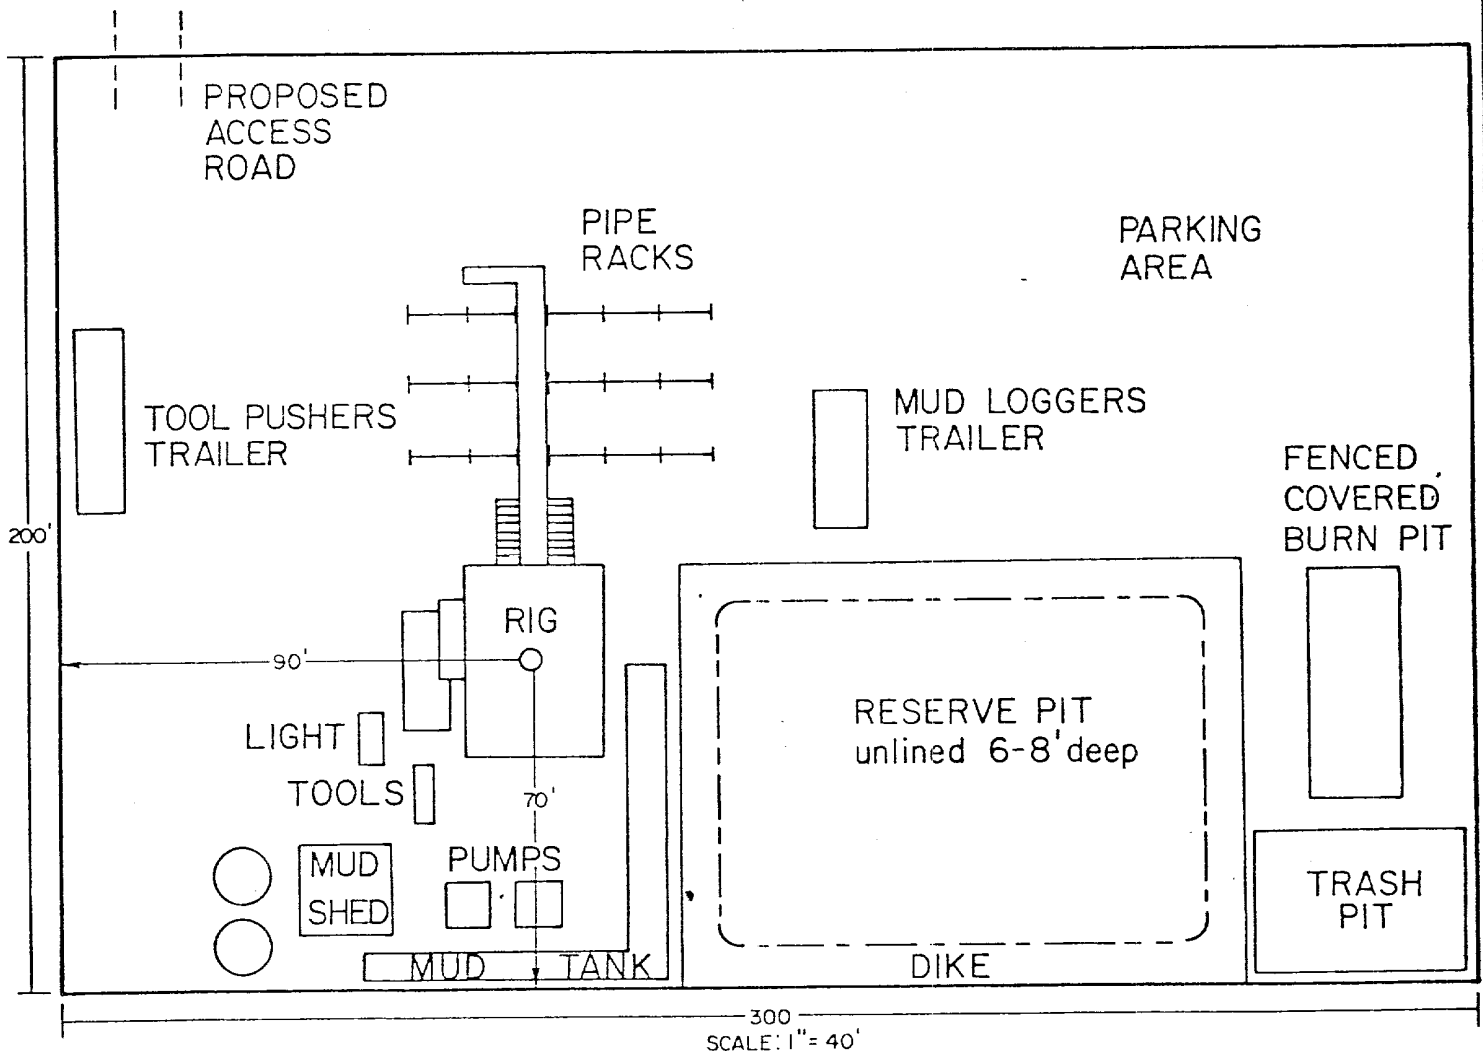 PROPOSED
ACCESS
ROAD
PIPE
RACKS
PARKING
AREA
TOOL PUSHERS
TRAILER
MUD LOGGERS
TRAILER
FENCED
COVERED
BURN PIT
200'
RIG
90'
RESERVE PIT
unlined 6-8' deep
LIGHT
TOOLS
70'
MUD
SHED
PUMPS
TRASH
PIT
MUD TANK
DIKE
300
SCALE: 1" = 40'